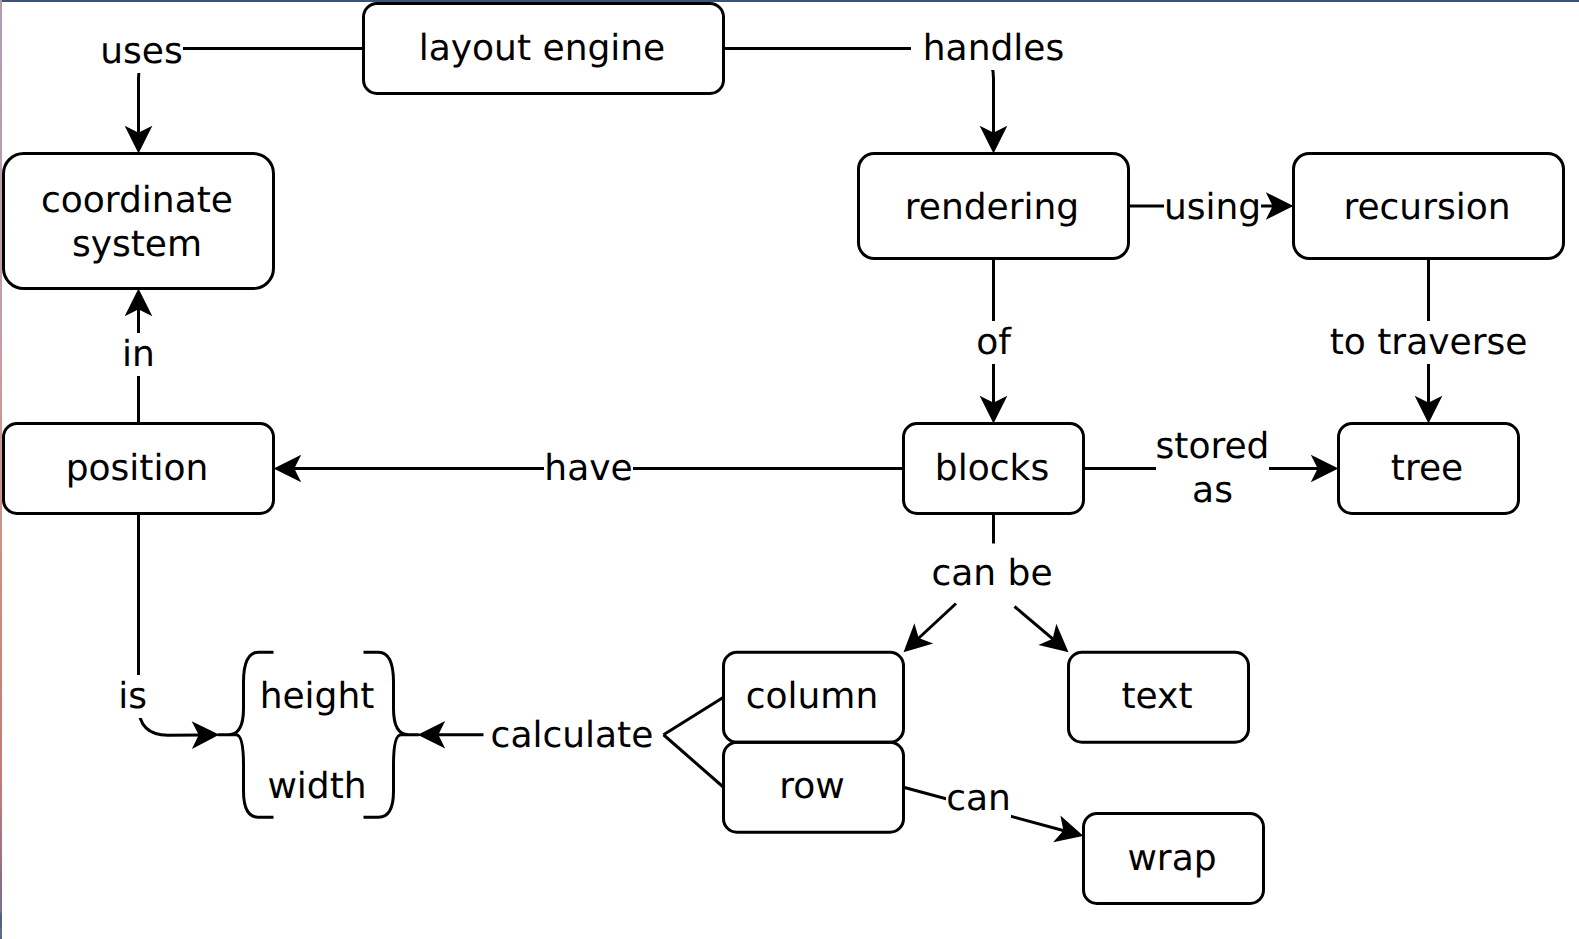 uses
layout engine
handles
coordinate
system
rendering
using
recursion
in
of
to traverse
position
have
blocks
stored
as
tree
can be
is
height
width
calculate
column
row
text
can
wrap